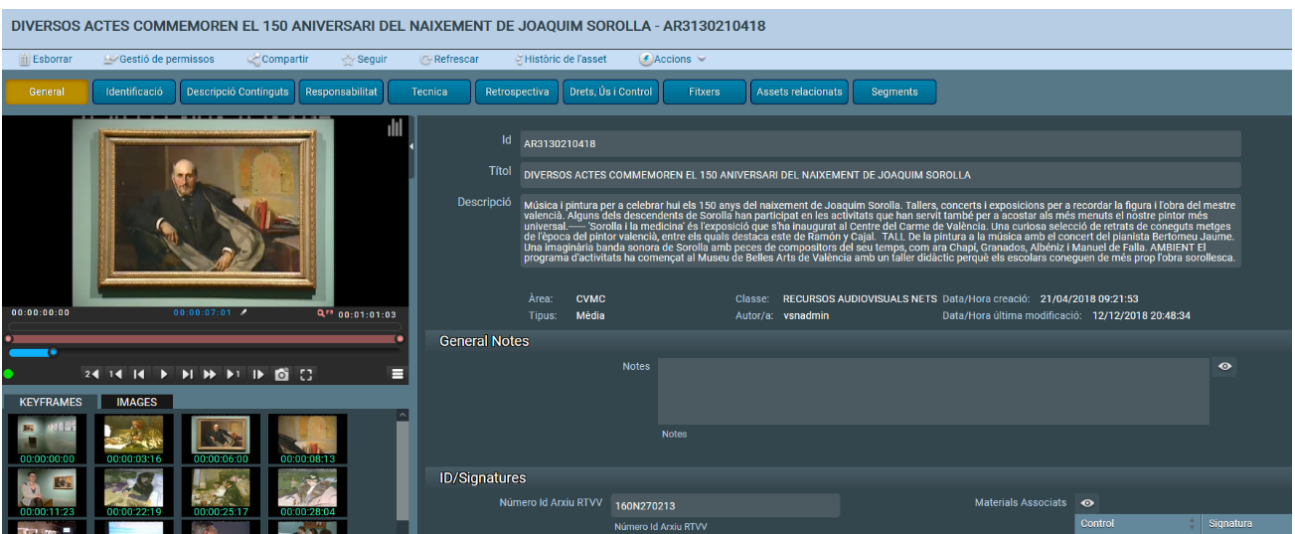 DIVERSOS ACTES COMMEMOREN EL 150 ANIVERSARI DEL NAIXEMENT DE JOAQUIM SOROLLA - AR3130210418
Esborrar Gestió de permissos Compartir Seguir Refrescar Històric de l'asset Accions
General Identificació Descripció Continguts Responsabilitat Tecnica Retrospectiva Drets, Ús i Control Fitxers Assets relacionats Segments
Id AR3130210418
Títol DIVERSOS ACTES COMMEMOREN EL 150 ANIVERSARI DEL NAIXEMENT DE JOAQUIM SOROLLA
Descripció Música i pintura per a celebrar hui els 150 anys del naixement de Joaquim Sorolla. Tallers, concerts i exposicions per a recordar la figura i l'obra del mestre
valencià. Alguns dels descendents de Sorolla han participat en les activitats que han servit també per a acostar als més menuts el nostre pintor més
universal.---- 'Sorolla i la medicina' és l'exposició que s'ha inaugurat al Centre del Carme de València. Una curiosa selecció de retrats de coneguts metges
de l'època del pintor valencià, entre els quals destaca este de Ramón y Cajal. TALL De la pintura a la música amb el concert del pianista Bertomeu Jaume.
Una imaginària banda sonora de Sorolla amb peces de compositors del seu temps, com ara Chapí, Granados, Albéniz i Manuel de Falla. AMBIENT El
programa d'activitats ha començat al Museu de Belles Arts de València amb un taller didàctic perquè els escolars coneguen de més prop l'obra sorollesca.
Àrea: CVMC Classe: RECURSOS AUDIOVISUALS NETS Data/Hora creació: 21/04/2018 09:21:53
Tipus: Mèdia Autor/a: vsnadmin Data/Hora última modificació: 12/12/2018 20:48:34
00:00:00:00 00:00:07:01 00:01:01:03
General Notes
Notes
Notes
2 1 1
KEYFRAMES IMAGES
00:00:00:00 00:00:03:16 00:00:06:00 00:00:08:13
00:00:11:23 00:00:22:19 00:00:25:17 00:00:28:04
ID/Signatures
Número Id Arxiu RTVV 160N270213
Número Id Arxiu RTVV
Materials Associats
Control Signatura